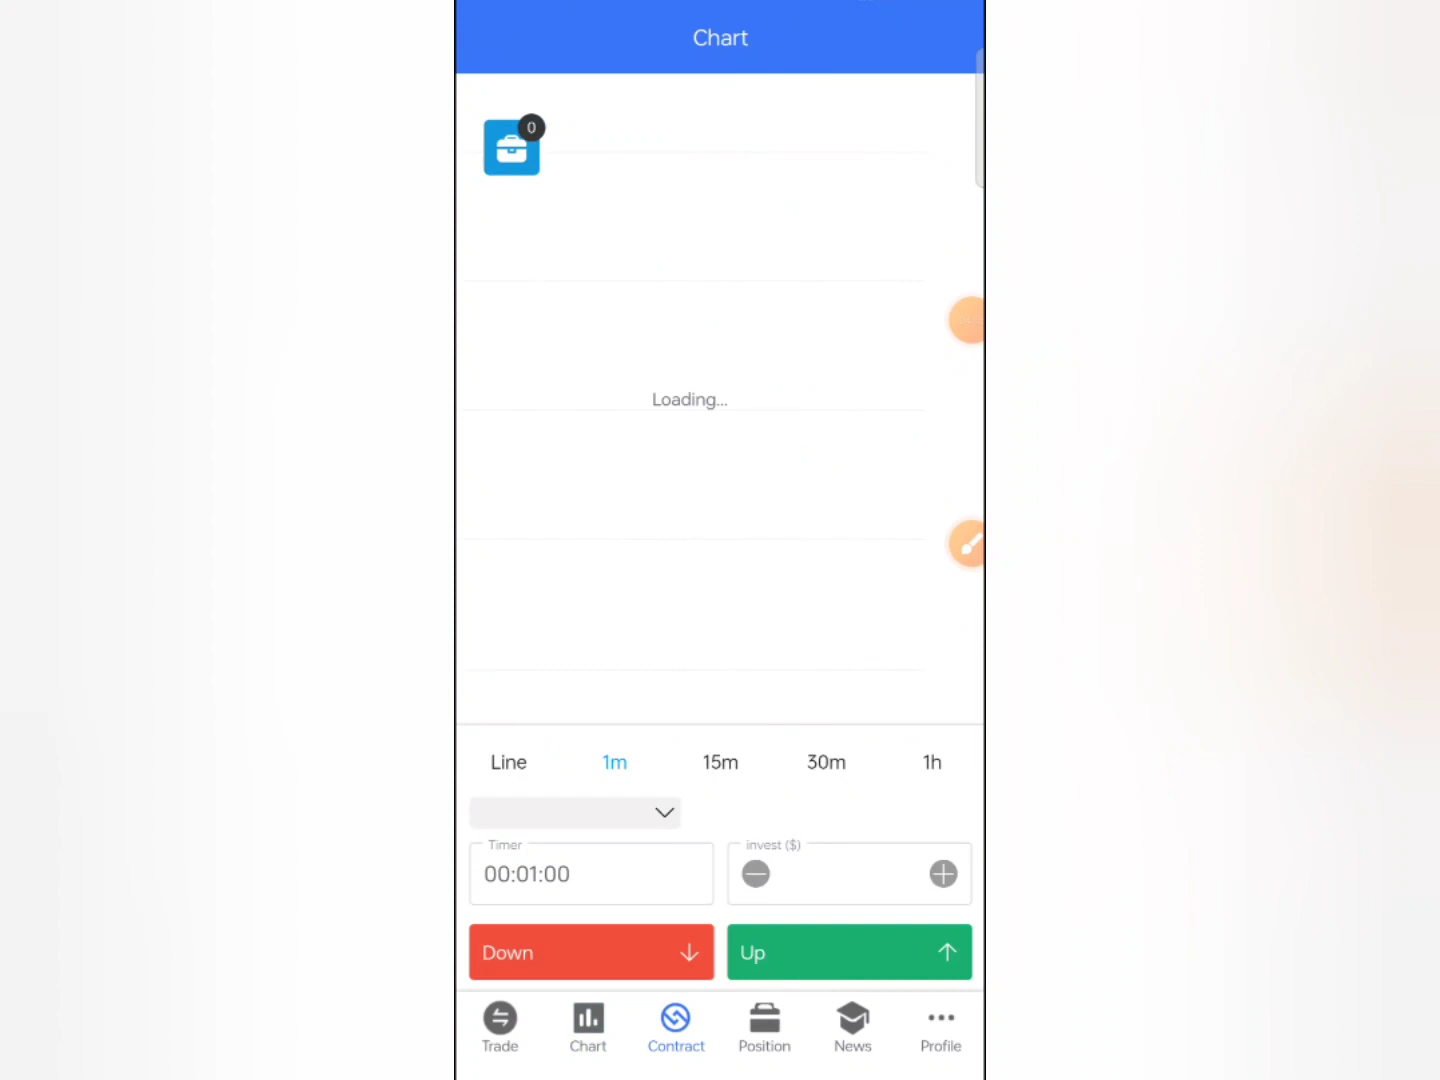 Chart
0
Loading...
Line 1m 15m 30m 1h
Timer invest ($)
00:01:00
Down Up
Trade Chart Contract Position News Profile